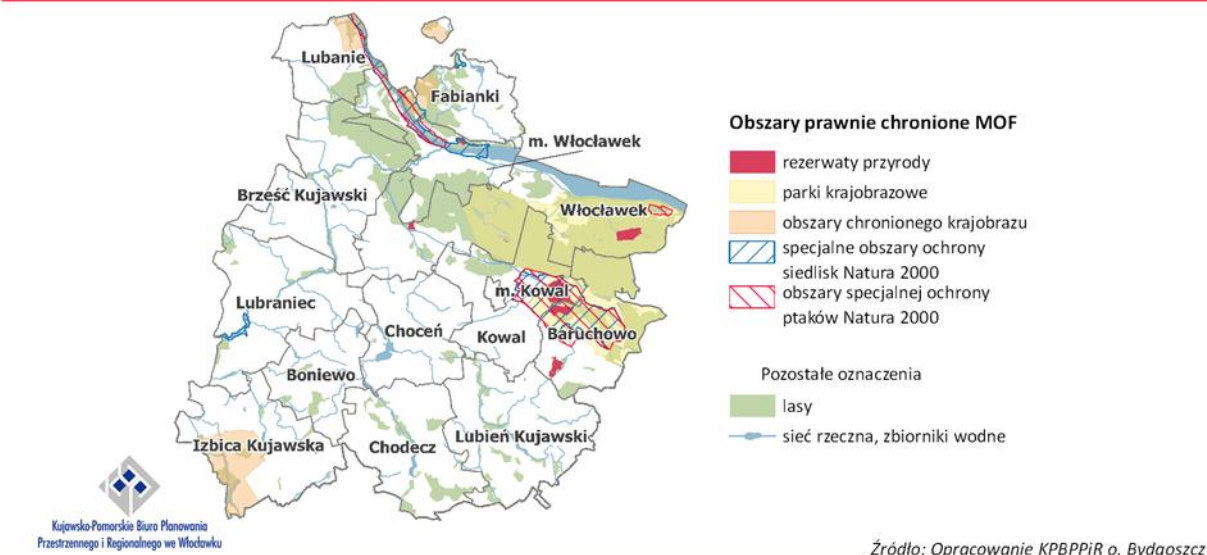 Lubanie
Fabianki
m. Włocławek
Brześć Kujawski
Włocławek
Lubraniec
m. Kowal
Choceń
Kowal
Baruchowo
Boniewo
Izbica Kujawska
Chodecz
Lubień Kujawski
Obszary prawnie chronione MOF
rezerwaty przyrody
parki krajobrazowe
obszary chronionego krajobrazu
specjalne obszary ochrony
siedlisk Natura 2000
obszary specjalnej ochrony
ptaków Natura 2000
Pozostałe oznaczenia
lasy
sieć rzeczna, zbiorniki wodne
Kujawsko-Pomorskie Biuro Planowania
Przestrzennego i Regionalnego we Włocławku
Źródło: Opracowanie KPBPPiR o. Bydgoszcz